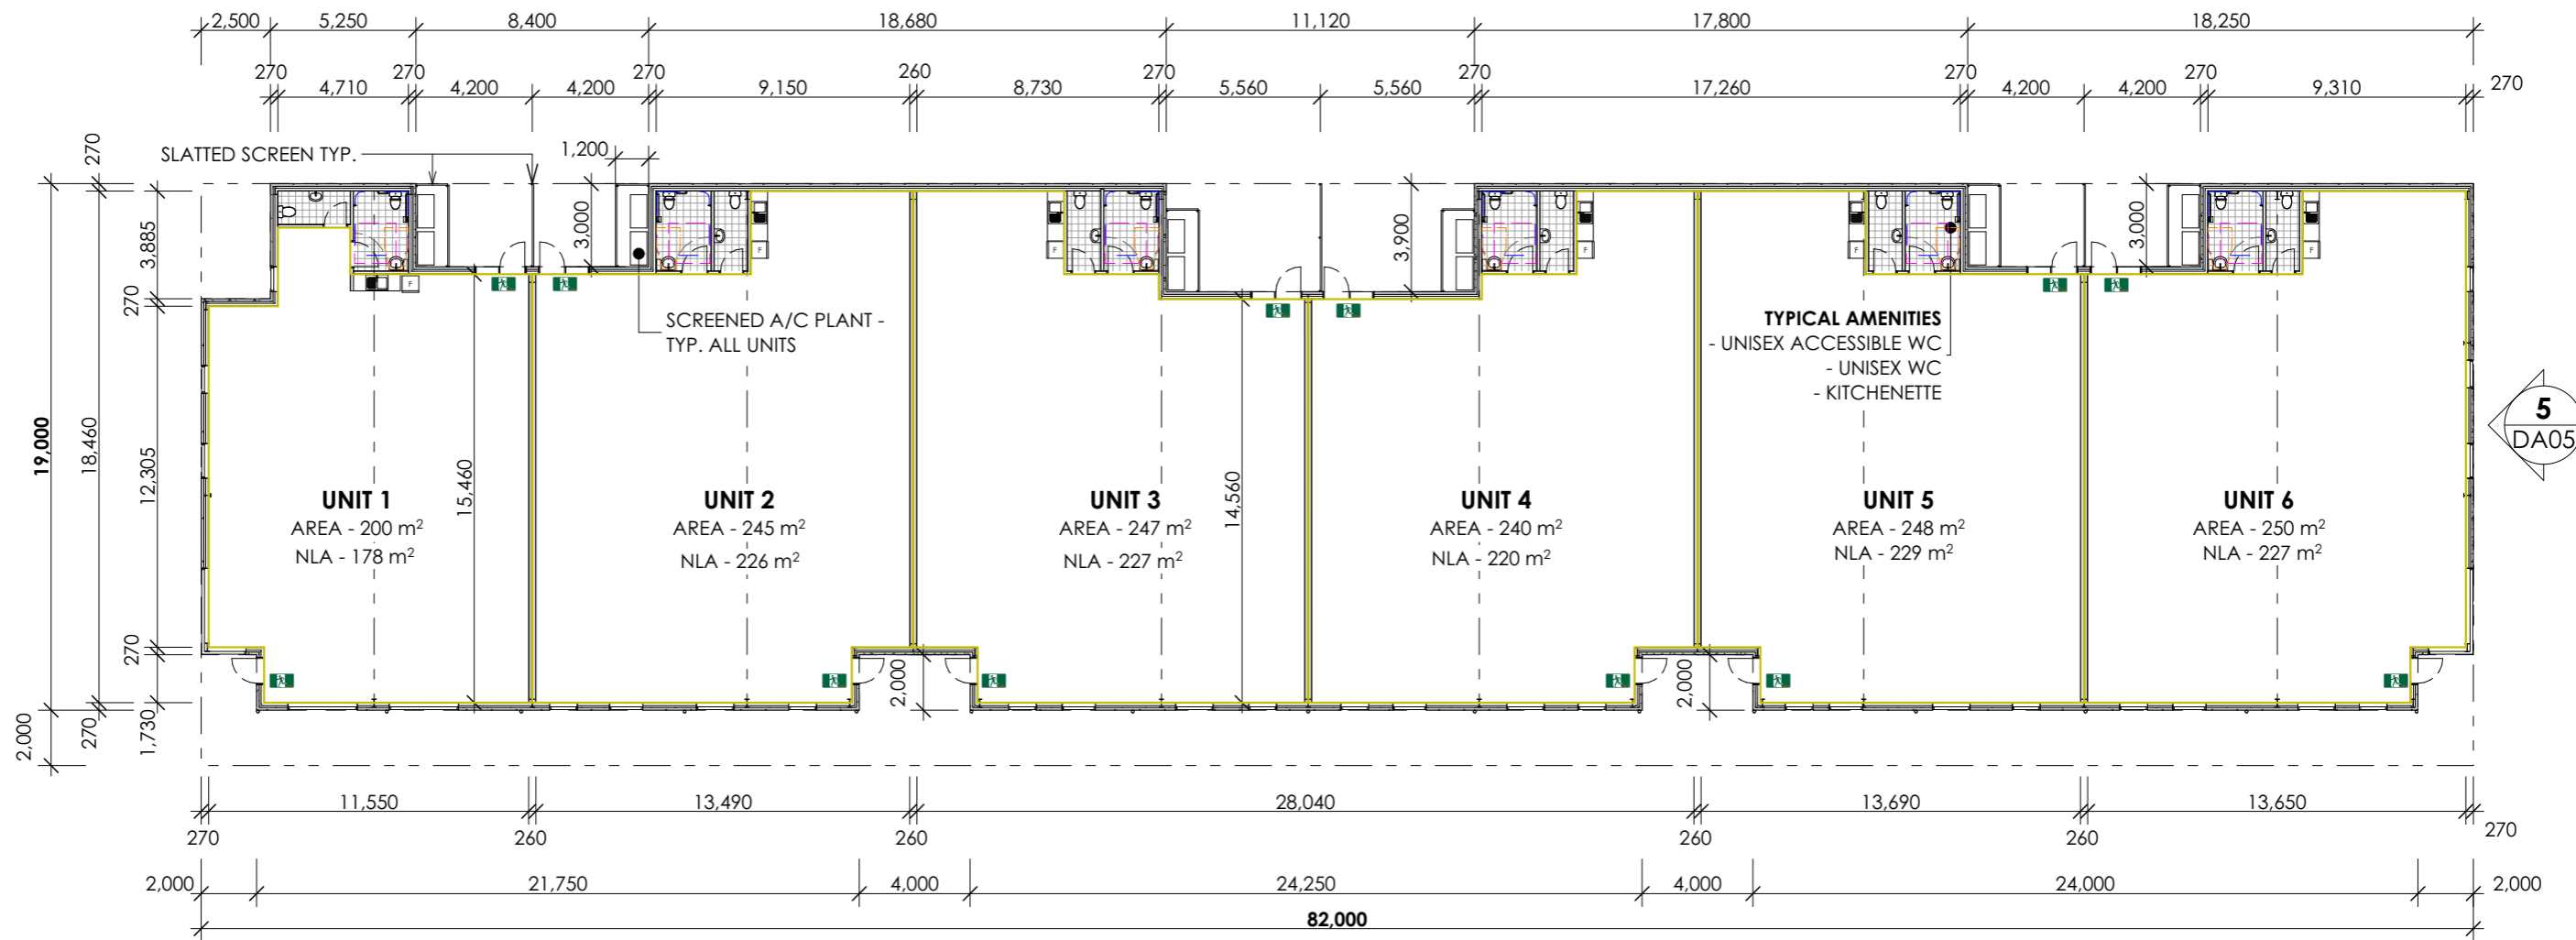 2,500 5,250 8,400 18,680 11,120 17,800 18,250
270 270 270 260 270 270 270 270 270
4,710 4,200 4,200 9,150 8,730 5,560 5,560 17,260 4,200 4,200 9,310
SLATTED SCREEN TYP.
1,200
270
3,885
3,000
3,900
3,000
270
F
F
F
F
F
F
SCREENED A/C PLANT -
TYP. ALL UNITS
TYPICAL AMENITIES
- UNISEX ACCESSIBLE WC
- UNISEX WC
- KITCHENETTE
5
DA05
19,000
18,460
12,305
15,460
14,560
UNIT 1
AREA - 200 m²
NLA - 178 m²
UNIT 2
AREA - 245 m²
NLA - 226 m²
UNIT 3
AREA - 247 m²
NLA - 227 m²
UNIT 4
AREA - 240 m²
NLA - 220 m²
UNIT 5
AREA - 248 m²
NLA - 229 m²
UNIT 6
AREA - 250 m²
NLA - 227 m²
270
2,000
2,000
2,000
270
1,730
11,550 13,490 28,040 13,690 13,650
270 260 260 260 260 270
2,000 21,750 4,000 24,250 4,000 24,000 2,000
82,000